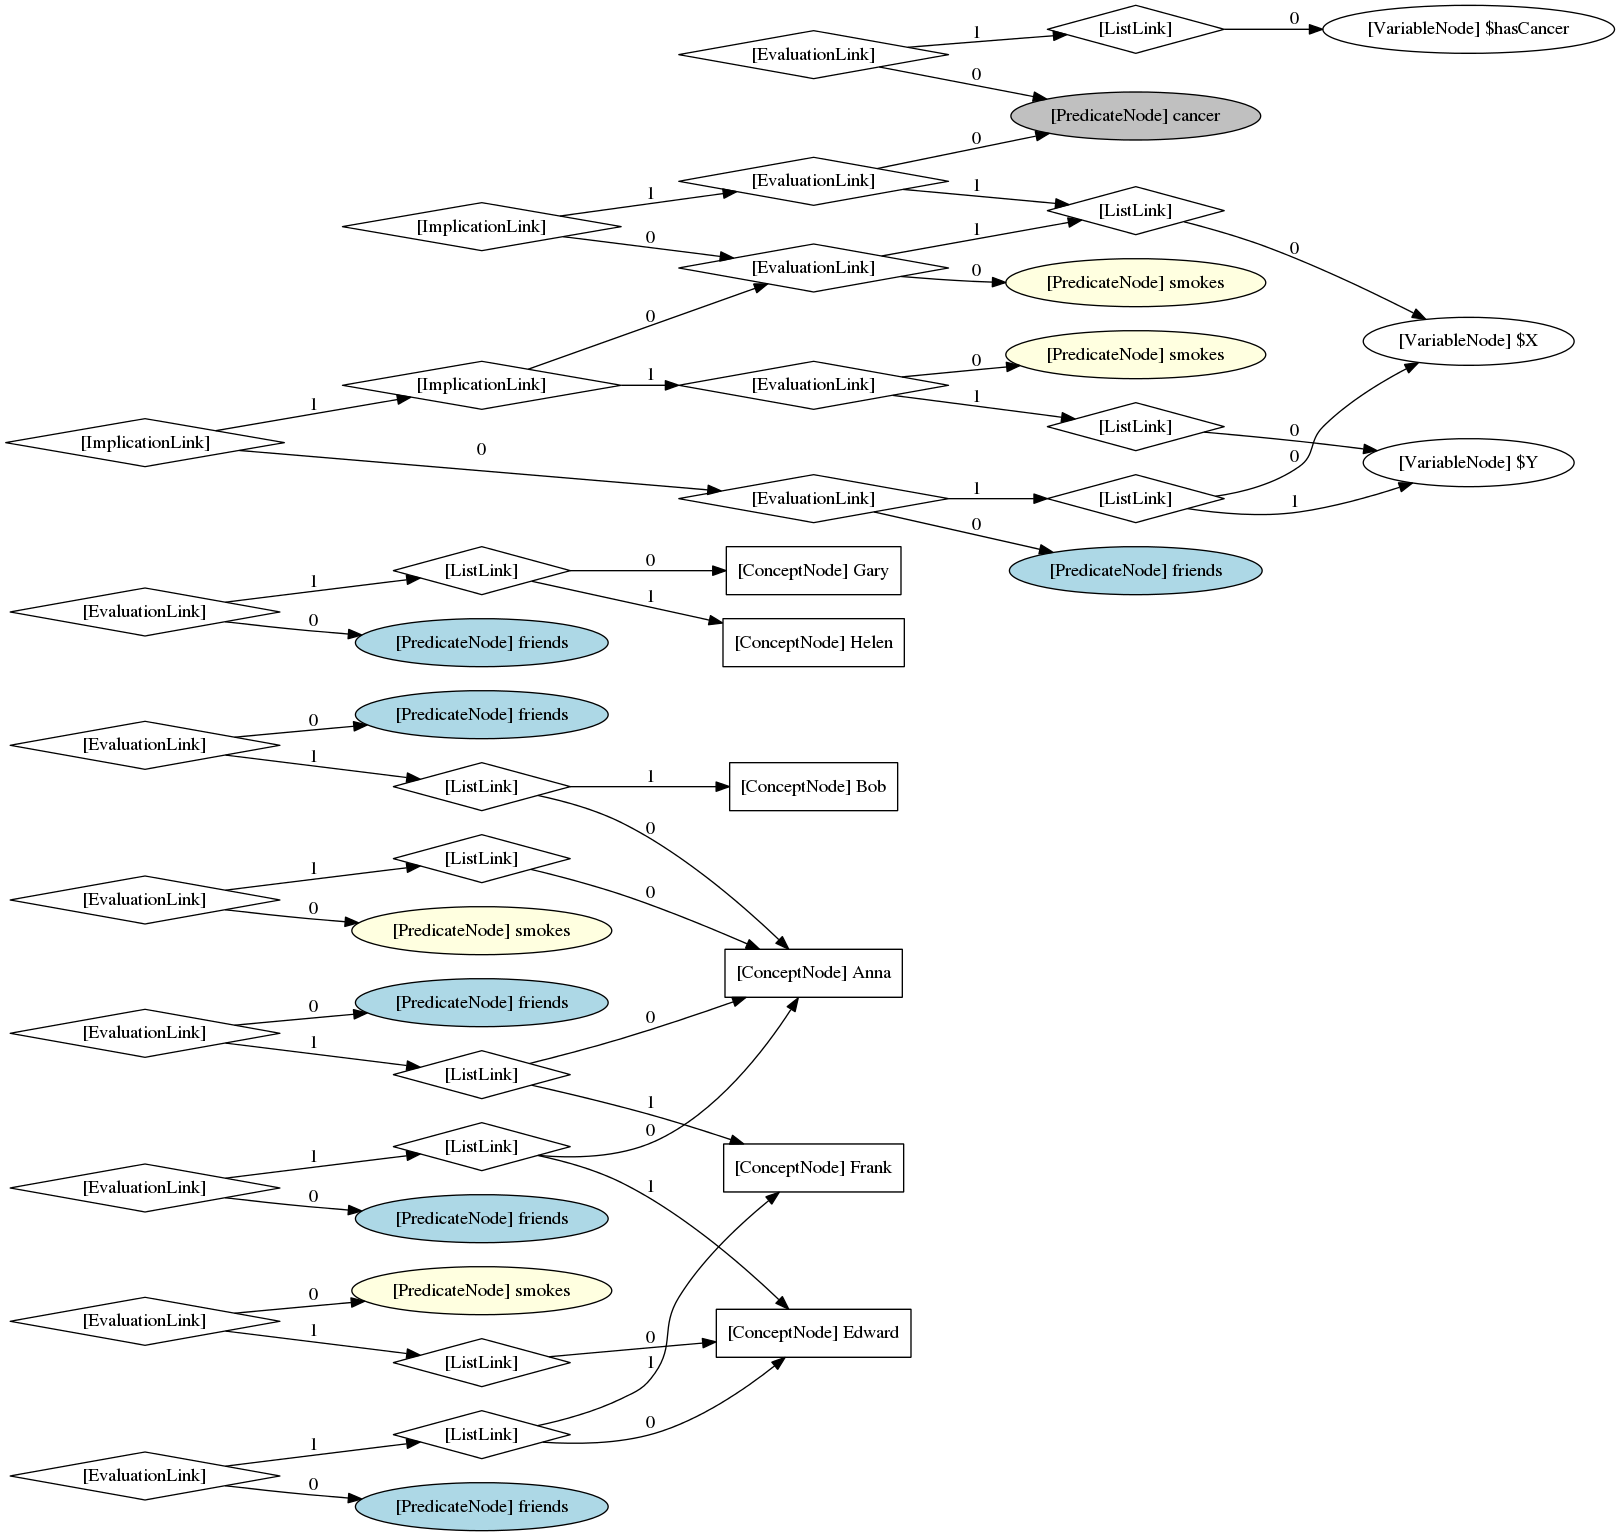 1
[ListLink]
0
[VariableNode] $hasCancer
[EvaluationLink]
0
[PredicateNode] cancer
0
[EvaluationLink]
1
[ListLink]
1
[ImplicationLink]
0
1
0
[EvaluationLink]
0
[PredicateNode] smokes
0
[VariableNode] $X
[PredicateNode] smokes
0
[ImplicationLink]
1
[EvaluationLink]
1
[ListLink]
0
1
[ImplicationLink]
0
0
[VariableNode] $Y
[EvaluationLink]
1
[ListLink]
1
0
[PredicateNode] friends
[ListLink]
0
[ConceptNode] Gary
1
1
[EvaluationLink]
0
[PredicateNode] friends
[ConceptNode] Helen
[PredicateNode] friends
0
[EvaluationLink]
1
[ListLink]
1
[ConceptNode] Bob
0
[ListLink]
1
0
[EvaluationLink]
0
[PredicateNode] smokes
[ConceptNode] Anna
[PredicateNode] friends
0
0
[EvaluationLink]
1
[ListLink]
1
0
[ListLink]
1
[ConceptNode] Frank
[EvaluationLink]
0
1
[PredicateNode] friends
[PredicateNode] smokes
0
[EvaluationLink]
1
0
[ConceptNode] Edward
[ListLink]
1
0
[ListLink]
1
[EvaluationLink]
0
[PredicateNode] friends